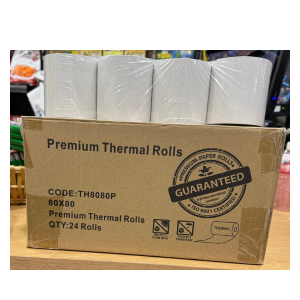 Premium Thermal Rolls
PREMIUM PAPER ROLLS
GUARANTEED
ISO 9001 CERTIFIED
CODE:TH8080P
80X80
Premium Thermal Rolls
QTY:24 Rolls
THERMAL